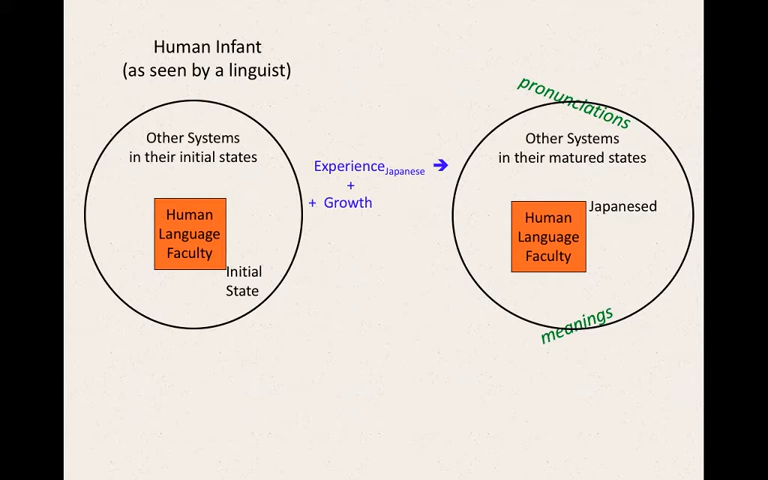 Human Infant
(as seen by a linguist)
Other Systems
in their initial states
Human
Language
Faculty
Initial
State
Experience Japanese ➔
+
+ Growth
pronunciations
Other Systems
in their matured states
Human
Language
Faculty
Japanesed
meanings